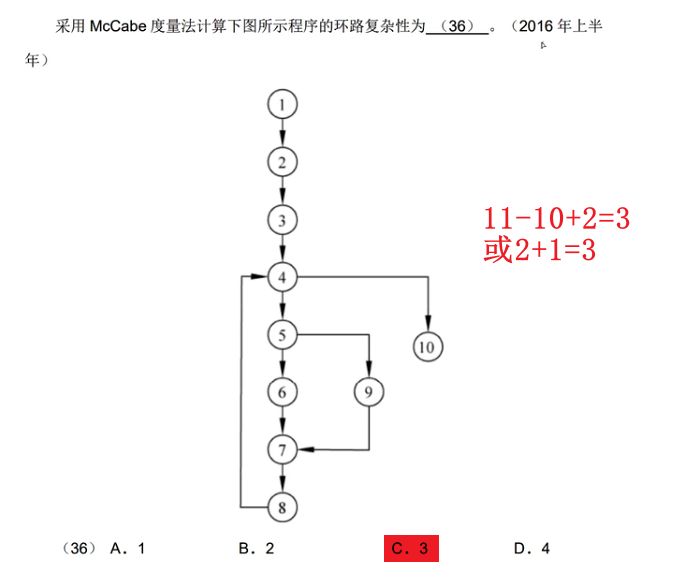 采用 McCabe 度量法计算下图所示程序的环路复杂性为 （36） 。（2016 年上半
年）
1
2
3
11-10+2=3
或2+1=3
4
5
10
6
9
7
8
（36） A．1 B．2 C．3 D．4